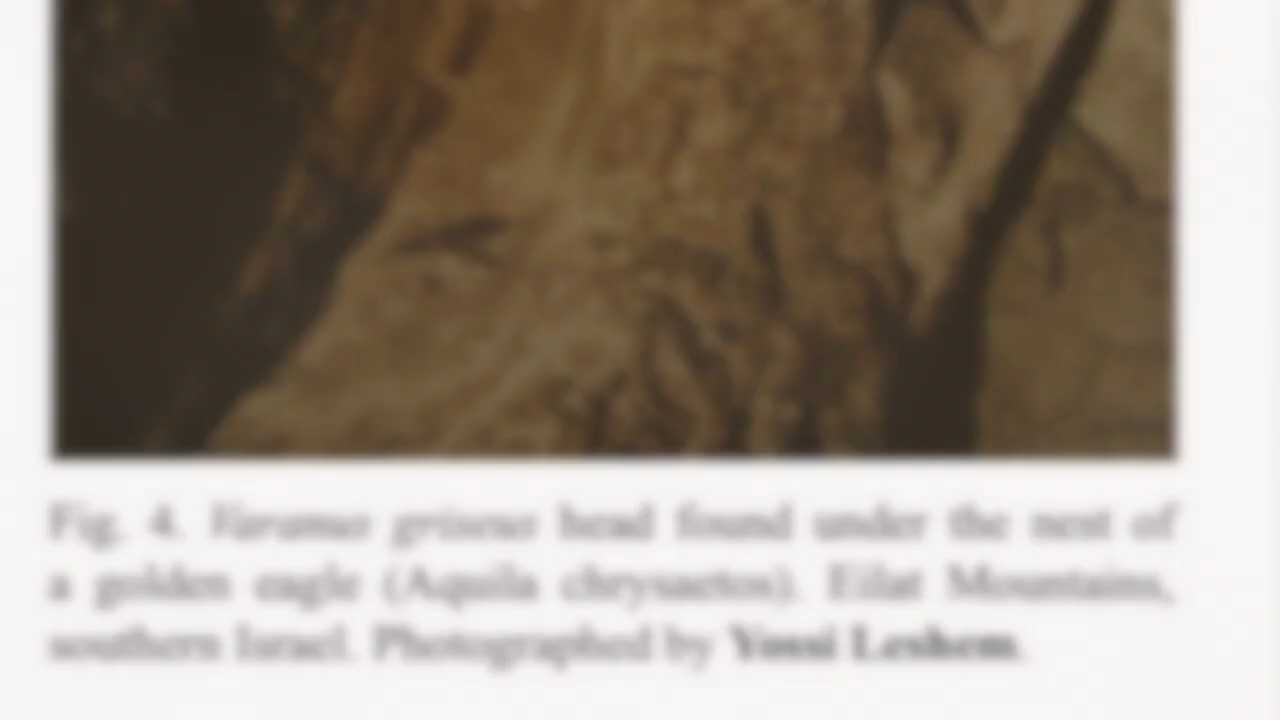 Fig. 4. Varanus griseus head found under the nest of
a golden eagle (Aquila chrysaetos). Eilat Mountains,
southern Israel. Photographed by Yossi Leshem.